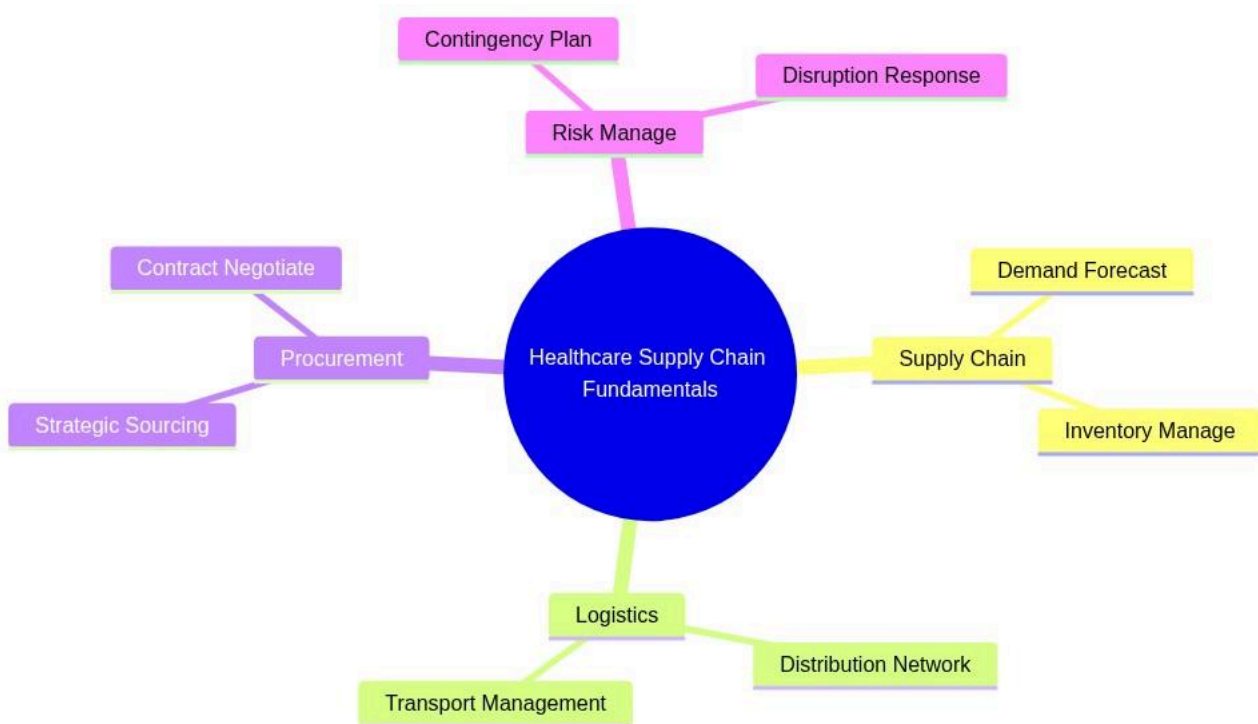 Contingency Plan
Disruption Response
Risk Manage
Contract Negotiate
Demand Forecast
Procurement
Healthcare Supply Chain
Fundamentals
Supply Chain
Strategic Sourcing
Inventory Manage
Logistics
Distribution Network
Transport Management